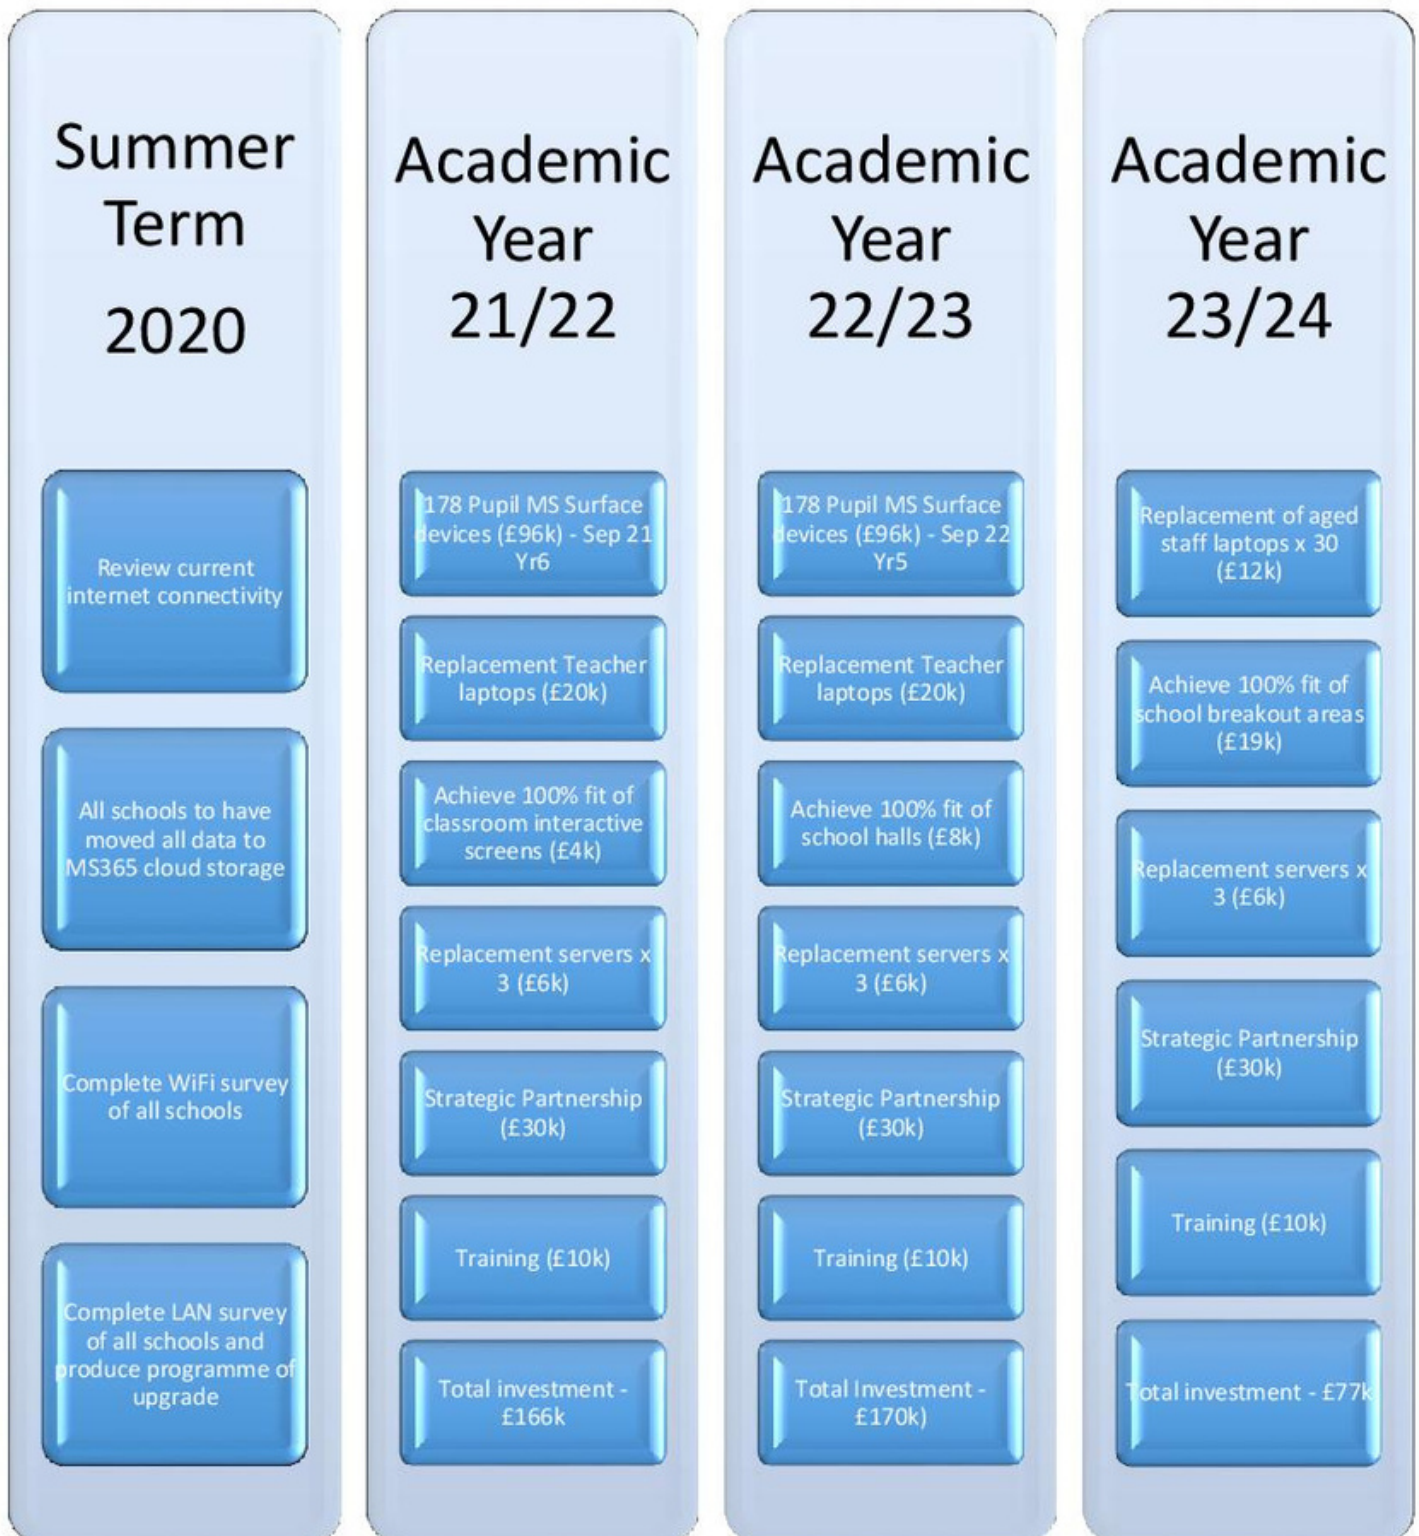 Summer
Term
2020
Review current
internet connectivity
All schools to have
moved all data to
MS365 cloud storage
Complete WiFi survey
of all schools
Complete LAN survey
of all schools and
produce programme of
upgrade
Academic
Year
21/22
178 Pupil MS Surface
devices (£96k) - Sep 21
Yr6
Replacement Teacher
laptops (£20k)
Achieve 100% fit of
classroom interactive
screens (£4k)
Replacement servers x
3 (£6k)
Strategic Partnership
(£30k)
Training (£10k)
Total investment -
£166k
Academic
Year
22/23
178 Pupil MS Surface
devices (£96k) - Sep 22
Yr5
Replacement Teacher
laptops (£20k)
Achieve 100% fit of
school halls (£8k)
Replacement servers x
3 (£6k)
Strategic Partnership
(£30k)
Training (£10k)
Total Investment -
£170k)
Academic
Year
23/24
Replacement of aged
staff laptops x 30
(£12k)
Achieve 100% fit of
school breakout areas
(£19k)
Replacement servers x
3 (£6k)
Strategic Partnership
(£30k)
Training (£10k)
Total investment - £77k